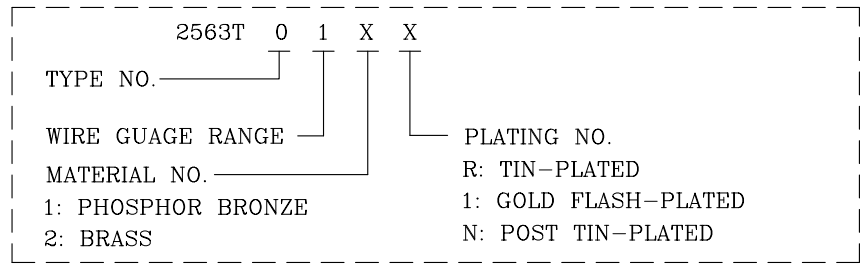 2563T 0 1 X X
TYPE NO.
WIRE GUAGE RANGE
MATERIAL NO.
1: PHOSPHOR BRONZE
2: BRASS
PLATING NO.
R: TIN-PLATED
1: GOLD FLASH-PLATED
N: POST TIN-PLATED